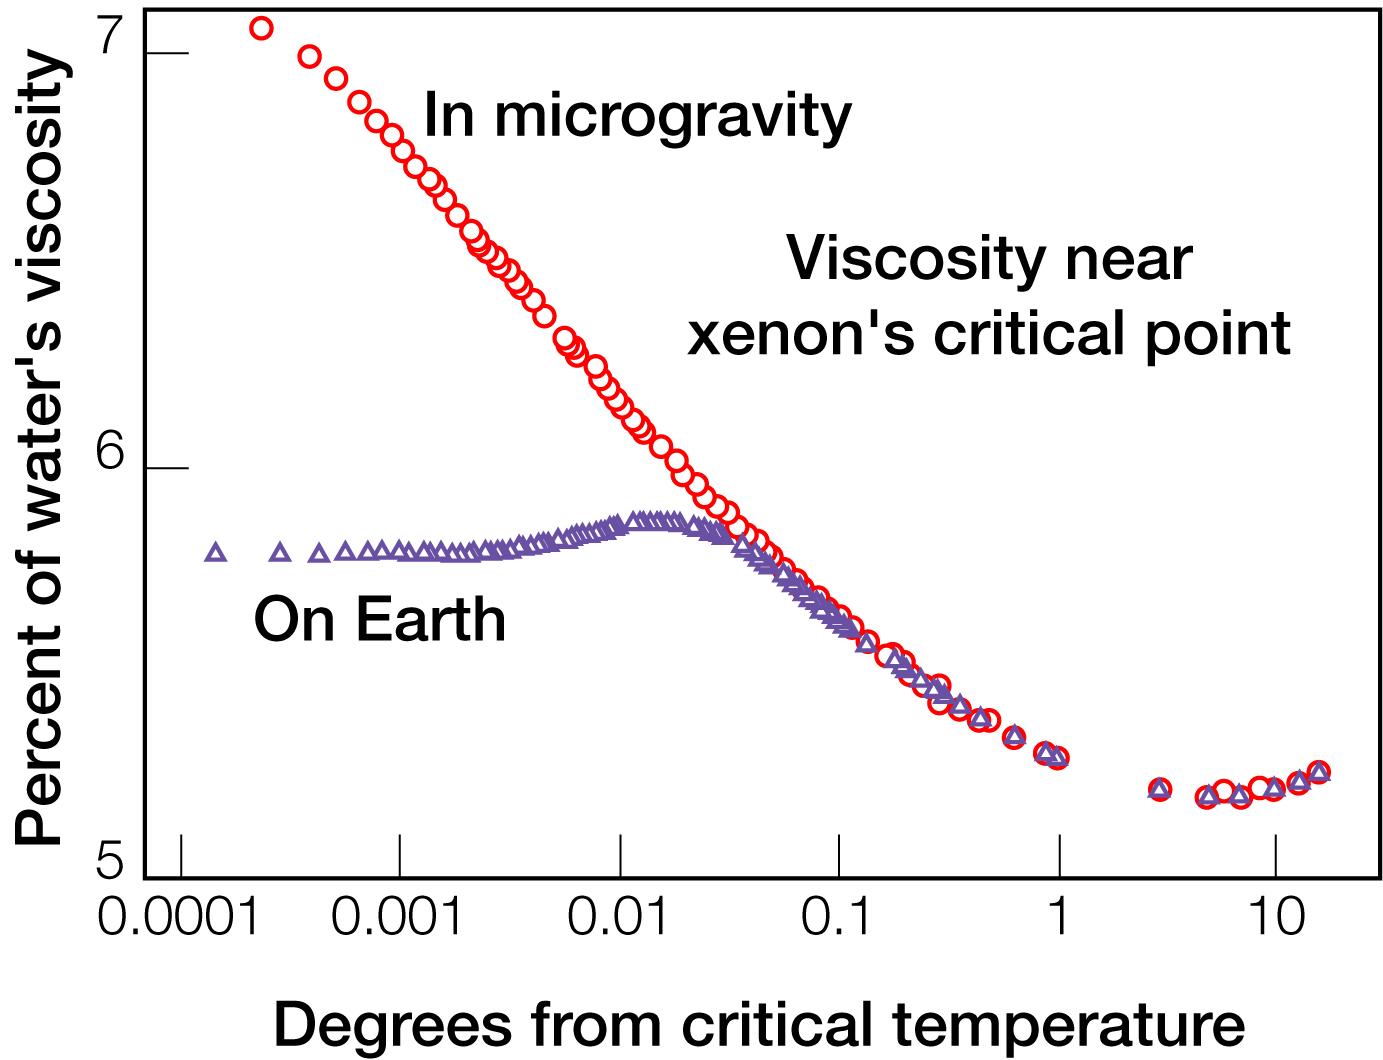 7
In microgravity
Viscosity near
xenon's critical point
Percent of water's viscosity
6
On Earth
5
0.0001 0.001 0.01 0.1 1 10
Degrees from critical temperature